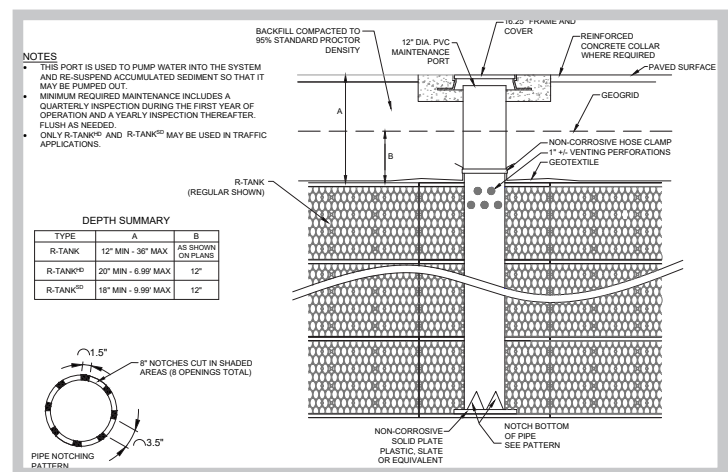 NOTES
• THIS PORT IS USED TO PUMP WATER INTO THE SYSTEM
AND RE-SUSPEND ACCUMULATED SEDIMENT SO THAT IT
MAY BE PUMPED OUT.
• MINIMUM REQUIRED MAINTENANCE INCLUDES A
QUARTERLY INSPECTION DURING THE FIRST YEAR OF
OPERATION AND A YEARLY INSPECTION THEREAFTER.
FLUSH AS NEEDED.
• ONLY R-TANKHD AND R-TANKSD MAY BE USED IN TRAFFIC
APPLICATIONS.
BACKFILL COMPACTED TO
95% STANDARD PROCTOR
DENSITY
16.25" FRAME AND
COVER
12" DIA. PVC
MAINTENANCE
PORT
REINFORCED
CONCRETE COLLAR
WHERE REQUIRED
PAVED SURFACE
GEOGRID
A
B
NON-CORROSIVE HOSE CLAMP
1" +/- VENTING PERFORATIONS
GEOTEXTILE
R-TANK
(REGULAR SHOWN)
DEPTH SUMMARY
TYPE A B
R-TANK 12" MIN - 36" MAX AS SHOWN
ON PLANS
R-TANKHD 20" MIN - 6.99' MAX 12"
R-TANKSD 18" MIN - 9.99' MAX 12"
1.5"
8" NOTCHES CUT IN SHADED
AREAS (8 OPENINGS TOTAL)
3.5"
PIPE NOTCHING
PATTERN
NON-CORROSIVE
SOLID PLATE
PLASTIC, SLATE
OR EQUIVALENT
NOTCH BOTTOM
OF PIPE
SEE PATTERN